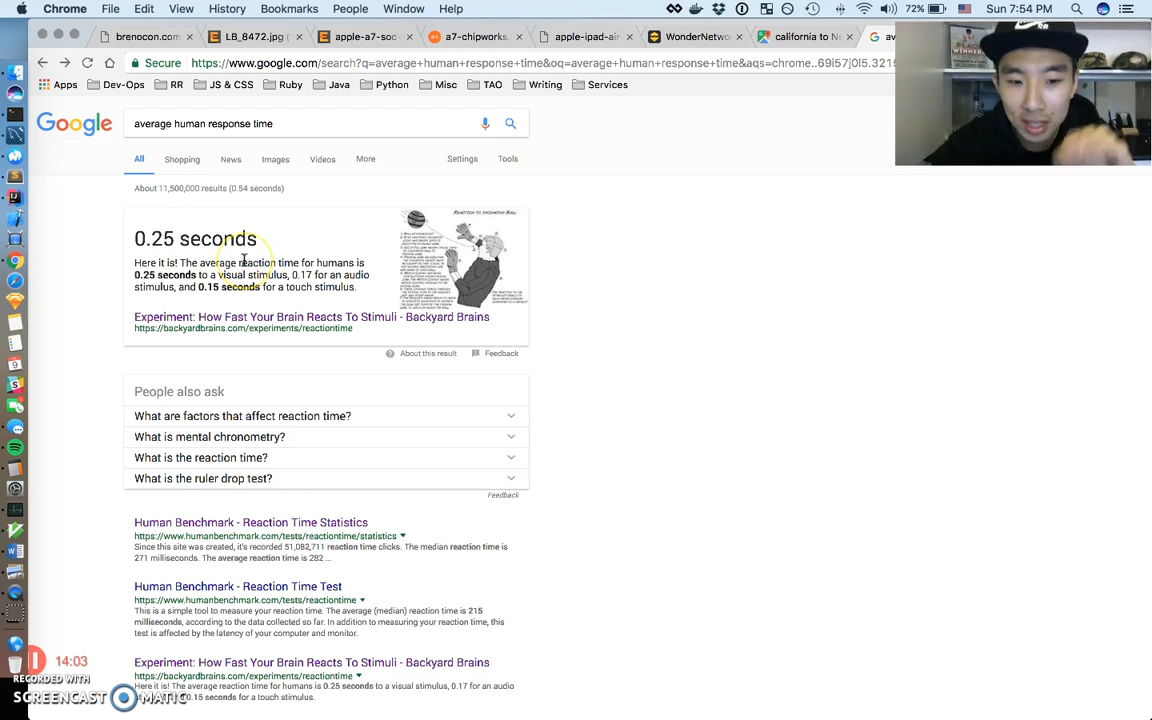 Chrome File Edit View History Bookmarks People Window Help 72% Sun 7:54 PM
brenocon.com LB_8472.jpg ( apple-a7-soc- a7-chipworks. apple-ipad-air- WonderNetwor california to Ne av
Secure https://www.google.com/search?q=average+human+response+time&oq=average+human+response+time&aqs=chrome..69i57j0l5.3215
Apps Dev-Ops RR JS & CSS Ruby Java Python Misc TAO Writing Services
Google average human response time
All Shopping News Images Videos More Settings Tools
About 11,500,000 results (0.54 seconds)
0.25 seconds
Here it is! The average reaction time for humans is
0.25 seconds to a visual stimulus, 0.17 for an audio
stimulus, and 0.15 seconds for a touch stimulus.
REACTION TO INCOMING BALL
Experiment: How Fast Your Brain Reacts To Stimuli - Backyard Brains
https://backyardbrains.com/experiments/reactiontime
About this result Feedback
People also ask
What are factors that affect reaction time?
What is mental chronometry?
What is the reaction time?
What is the ruler drop test?
Feedback
Human Benchmark - Reaction Time Statistics
https://www.humanbenchmark.com/tests/reactiontime/statistics
Since this site was created, it's recorded 51,082,711 reaction time clicks. The median reaction time is
271 milliseconds. The average reaction time is 282 ...
Human Benchmark - Reaction Time Test
https://www.humanbenchmark.com/tests/reactiontime
This is a simple tool to measure your reaction time. The average (median) reaction time is 215
milliseconds, according to the data collected so far. In addition to measuring your reaction time, this
test is affected by the latency of your computer and monitor.
Experiment: How Fast Your Brain Reacts To Stimuli - Backyard Brains
https://backyardbrains.com/experiments/reactiontime
Here it is! The average reaction time for humans is 0.25 seconds to a visual stimulus, 0.17 for an audio
0.15 seconds for a touch stimulus.
14:03
RECORDED WITH
SCREENCAST MATIC